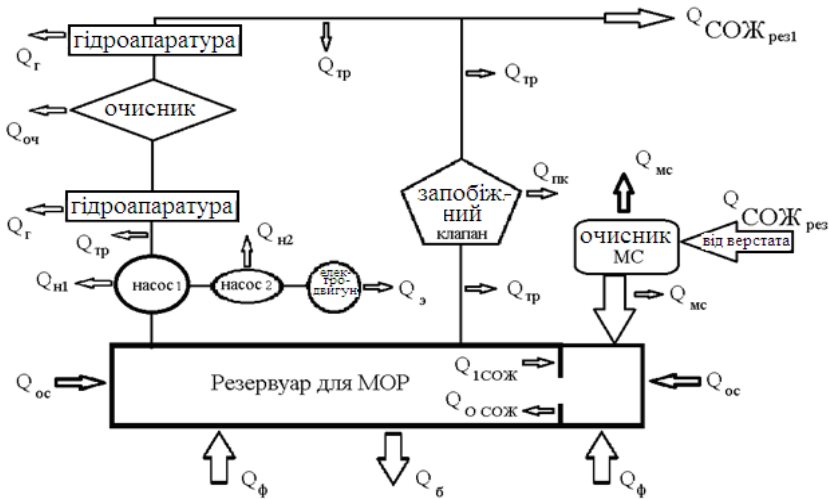 Q СОЖ рез1
гідроапаратура
Q г
Q тр
Q тр
очисник
Q оч
Q пк
Q мс
запобіж-
ний
клапан
Q СОЖ рез
гідроапаратура
Q г
Q тр
Q н2
очисник
МС
від верстата
Q н1
насос 1
насос 2
елек-
тро-
двигун
Q э
Q тр
Q мс
Q 1СОЖ
Q ос
Резервуар для МОР
Q ос
Q О СОЖ
Q ф
Q б
Q ф